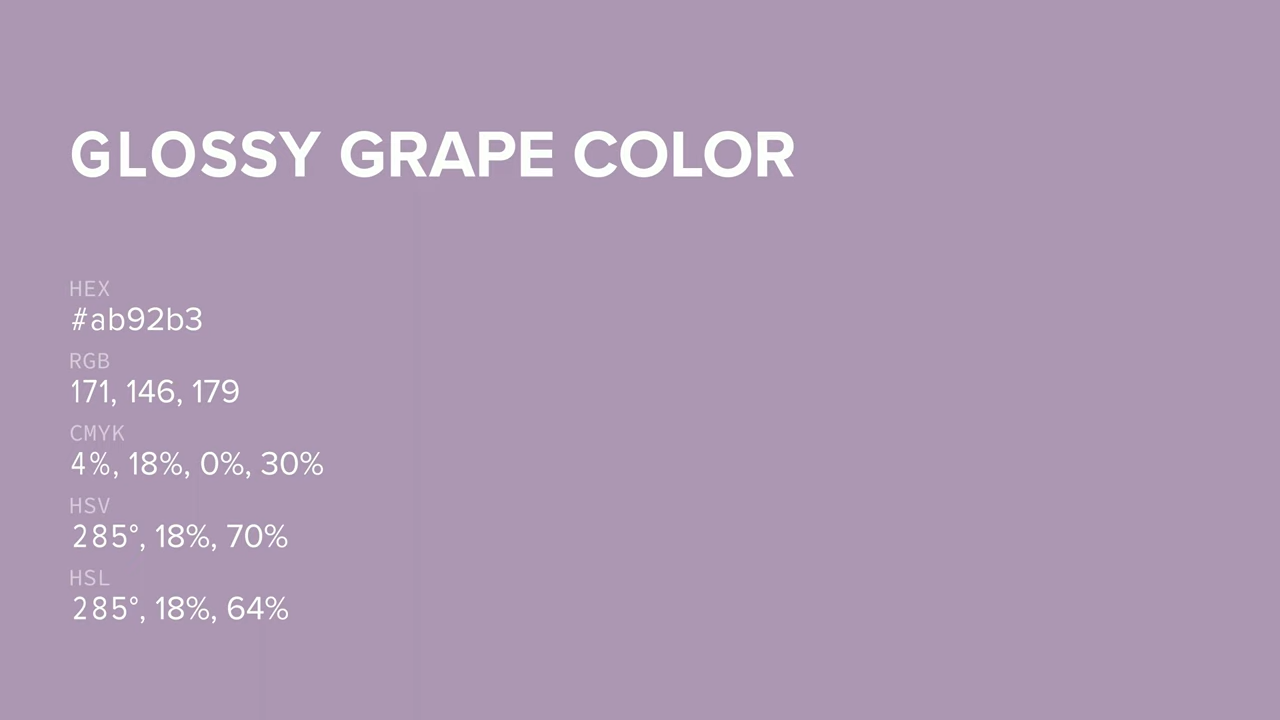 GLOSSY GRAPE COLOR
HEX
#ab92b3
RGB
171, 146, 179
CMYK
4%, 18%, 0%, 30%
HSV
285°, 18%, 70%
HSL
285°, 18%, 64%